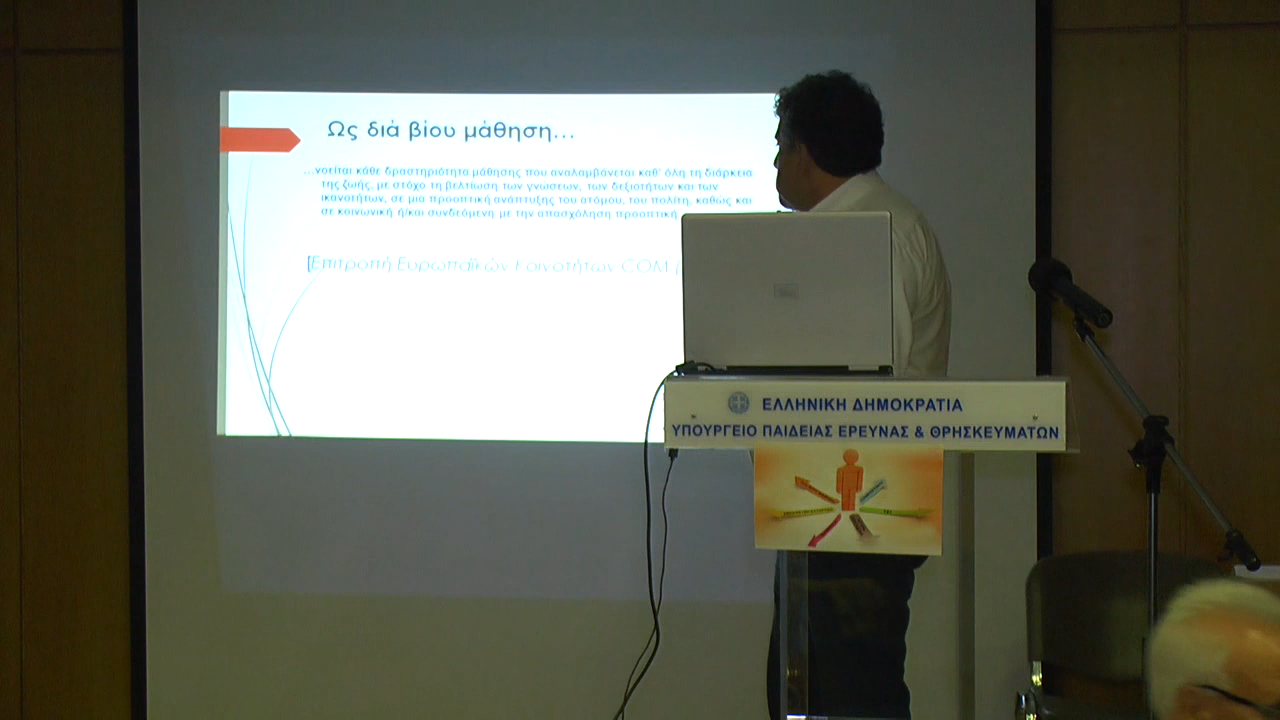 Ως διά βίου μάθηση...
...νοείται κάθε δραστηριότητα μάθησης που αναλαμβάνεται καθ' όλη τη διάρκεια
της ζωής, με στόχο τη βελτίωση των γνώσεων, των δεξιοτήτων και των
ικανοτήτων, σε μια προοπτική ανάπτυξης του ατόμου, του πολίτη, καθώς και
σε κοινωνική ή/και συνδεόμενη με την απασχόληση προοπτική
[Επιτροπή Ευρωπαϊκών Κοινοτήτων COM
ΕΛΛΗΝΙΚΗ ΔΗΜΟΚΡΑΤΙΑ
ΥΠΟΥΡΓΕΙΟ ΠΑΙΔΕΙΑΣ ΕΡΕΥΝΑΣ & ΘΡΗΣΚΕΥΜΑΤΩΝ